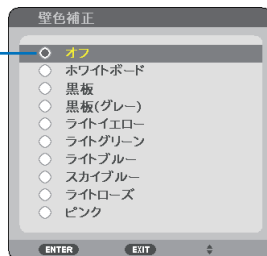 壁色補正
オフ
ホワイトボード
黒板
黒板(グレー)
ライトイエロー
ライトグリーン
ライトブルー
スカイブルー
ライトローズ
ピンク
ENTER EXIT